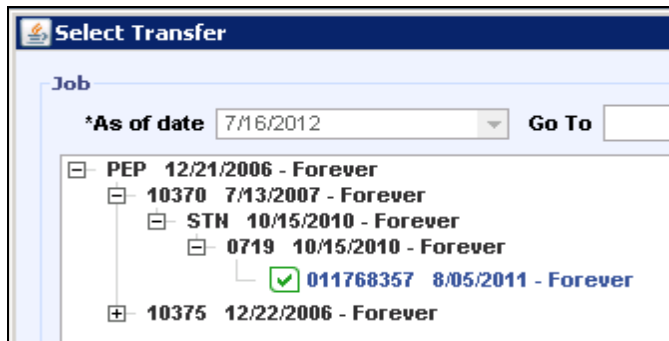 Select Transfer
Job
*As of date 7/16/2012 Go To
PEP 12/21/2006 - Forever
10370 7/13/2007 - Forever
STN 10/15/2010 - Forever
0719 10/15/2010 - Forever
011768357 8/05/2011 - Forever
10375 12/22/2006 - Forever